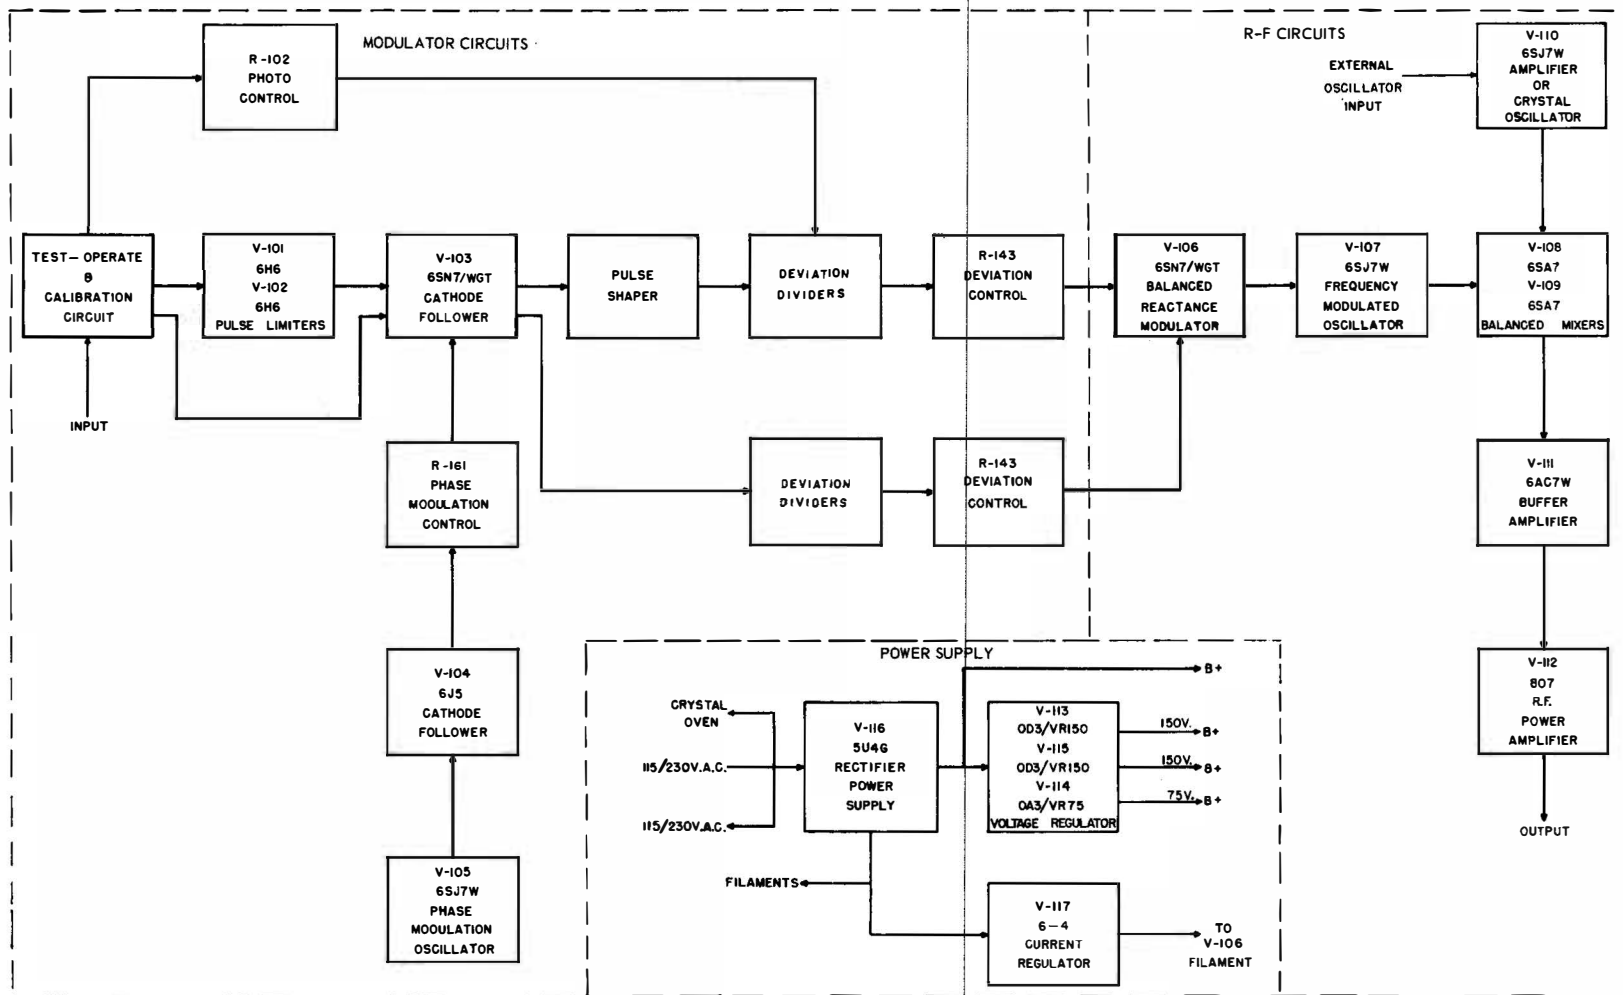 MODULATOR CIRCUITS
R-F CIRCUITS
R-102
PHOTO
CONTROL
EXTERNAL
OSCILLATOR
INPUT
V-110
6SJ7W
AMPLIFIER
OR
CRYSTAL
OSCILLATOR
TEST-OPERATE
8
CALIBRATION
CIRCUIT
V-101
6H6
V-102
6H6
PULSE LIMITERS
V-103
6SN7/WGT
CATHODE
FOLLOWER
PULSE
SHAPER
DEVIATION
DIVIDERS
R-143
DEVIATION
CONTROL
V-106
6SN7/WGT
BALANCED
REACTANCE
MODULATOR
V-107
6SJ7W
FREQUENCY
MODULATED
OSCILLATOR
V-108
6SA7
V-109
6SA7
BALANCED MIXERS
INPUT
R-161
PHASE
MOOULATION
CONTROL
DEVIATION
DIVIDERS
R-143
DEVIATION
CONTROL
V-111
6AC7W
BUFFER
AMPLIFIER
V-104
6J5
CATHODE
FOLLOWER
V-112
807
R.F.
POWER
AMPLIFIER
OUTPUT
V-105
6SJ7W
PHASE
MOOULATION
OSCILLATOR
POWER SUPPLY
B+
CRYSTAL
OVEN
115/230V.A.C.
115/230V.A.C.
V-116
5U4G
RECTIFIER
POWER
SUPPLY
V-113
OD3/VR150
V-115
OD3/VR150
V-114
OA3/VR75
VOLTAGE REGULATOR
150V. B+
150V. B+
75V. B+
FILAMENTS
V-117
6-4
CURRENT
REGULATOR
TO
V-106
FILAMENT